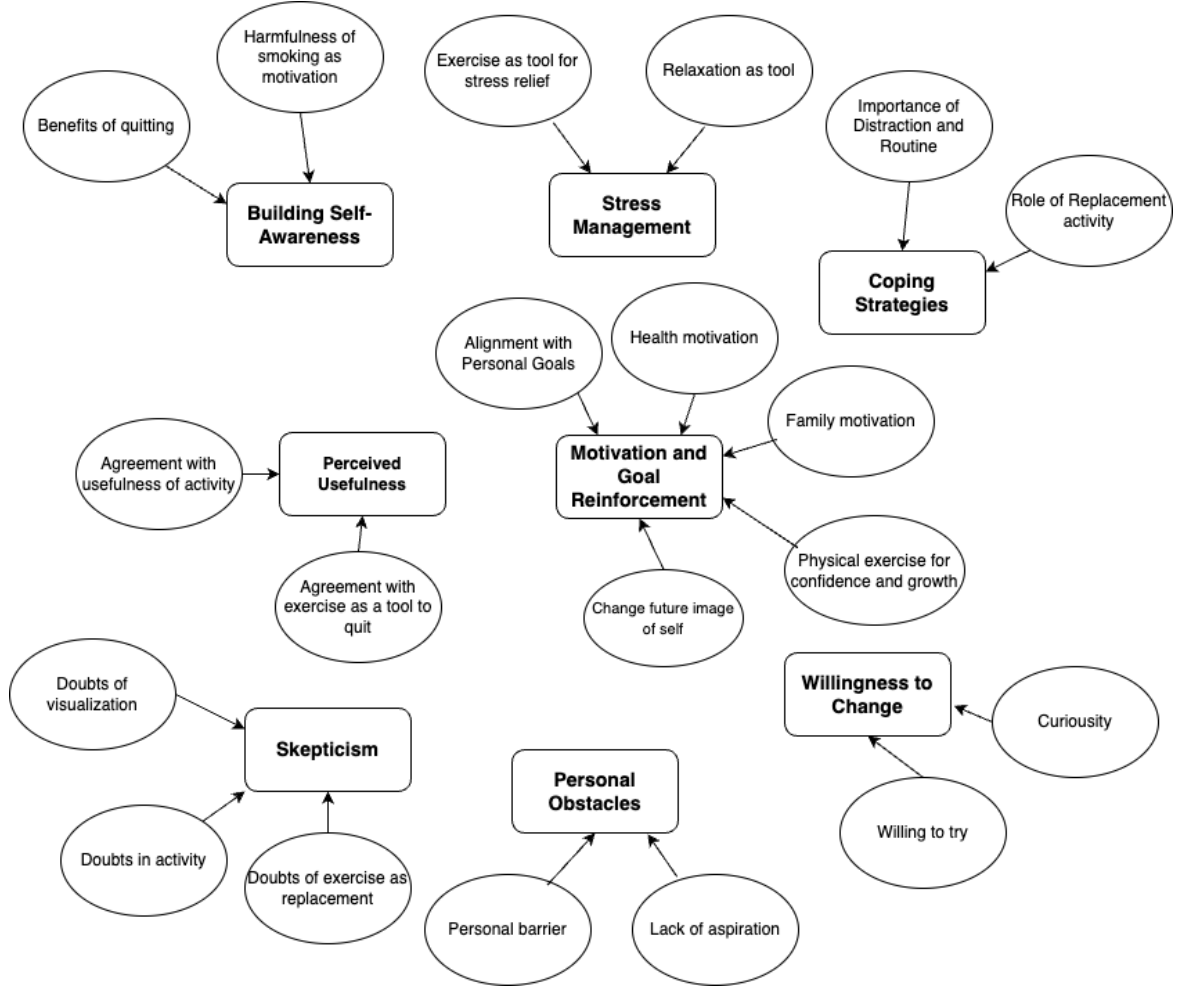 Harmfulness of
smoking as
motivation
Benefits of quitting
Building Self-
Awareness
Exercise as tool for
stress relief
Relaxation as tool
Stress
Management
Importance of
Distraction and
Routine
Role of Replacement
activity
Coping
Strategies
Alignment with
Personal Goals
Health motivation
Family motivation
Motivation and
Goal
Reinforcement
Physical exercise for
confidence and growth
Change future image
of self
Agreement with
usefulness of activity
Perceived
Usefulness
Agreement with
exercise as a tool to
quit
Doubts of
visualization
Skepticism
Doubts in activity
Doubts of exercise as
replacement
Personal
Obstacles
Personal barrier
Lack of aspiration
Willingness to
Change
Curiousity
Willing to try